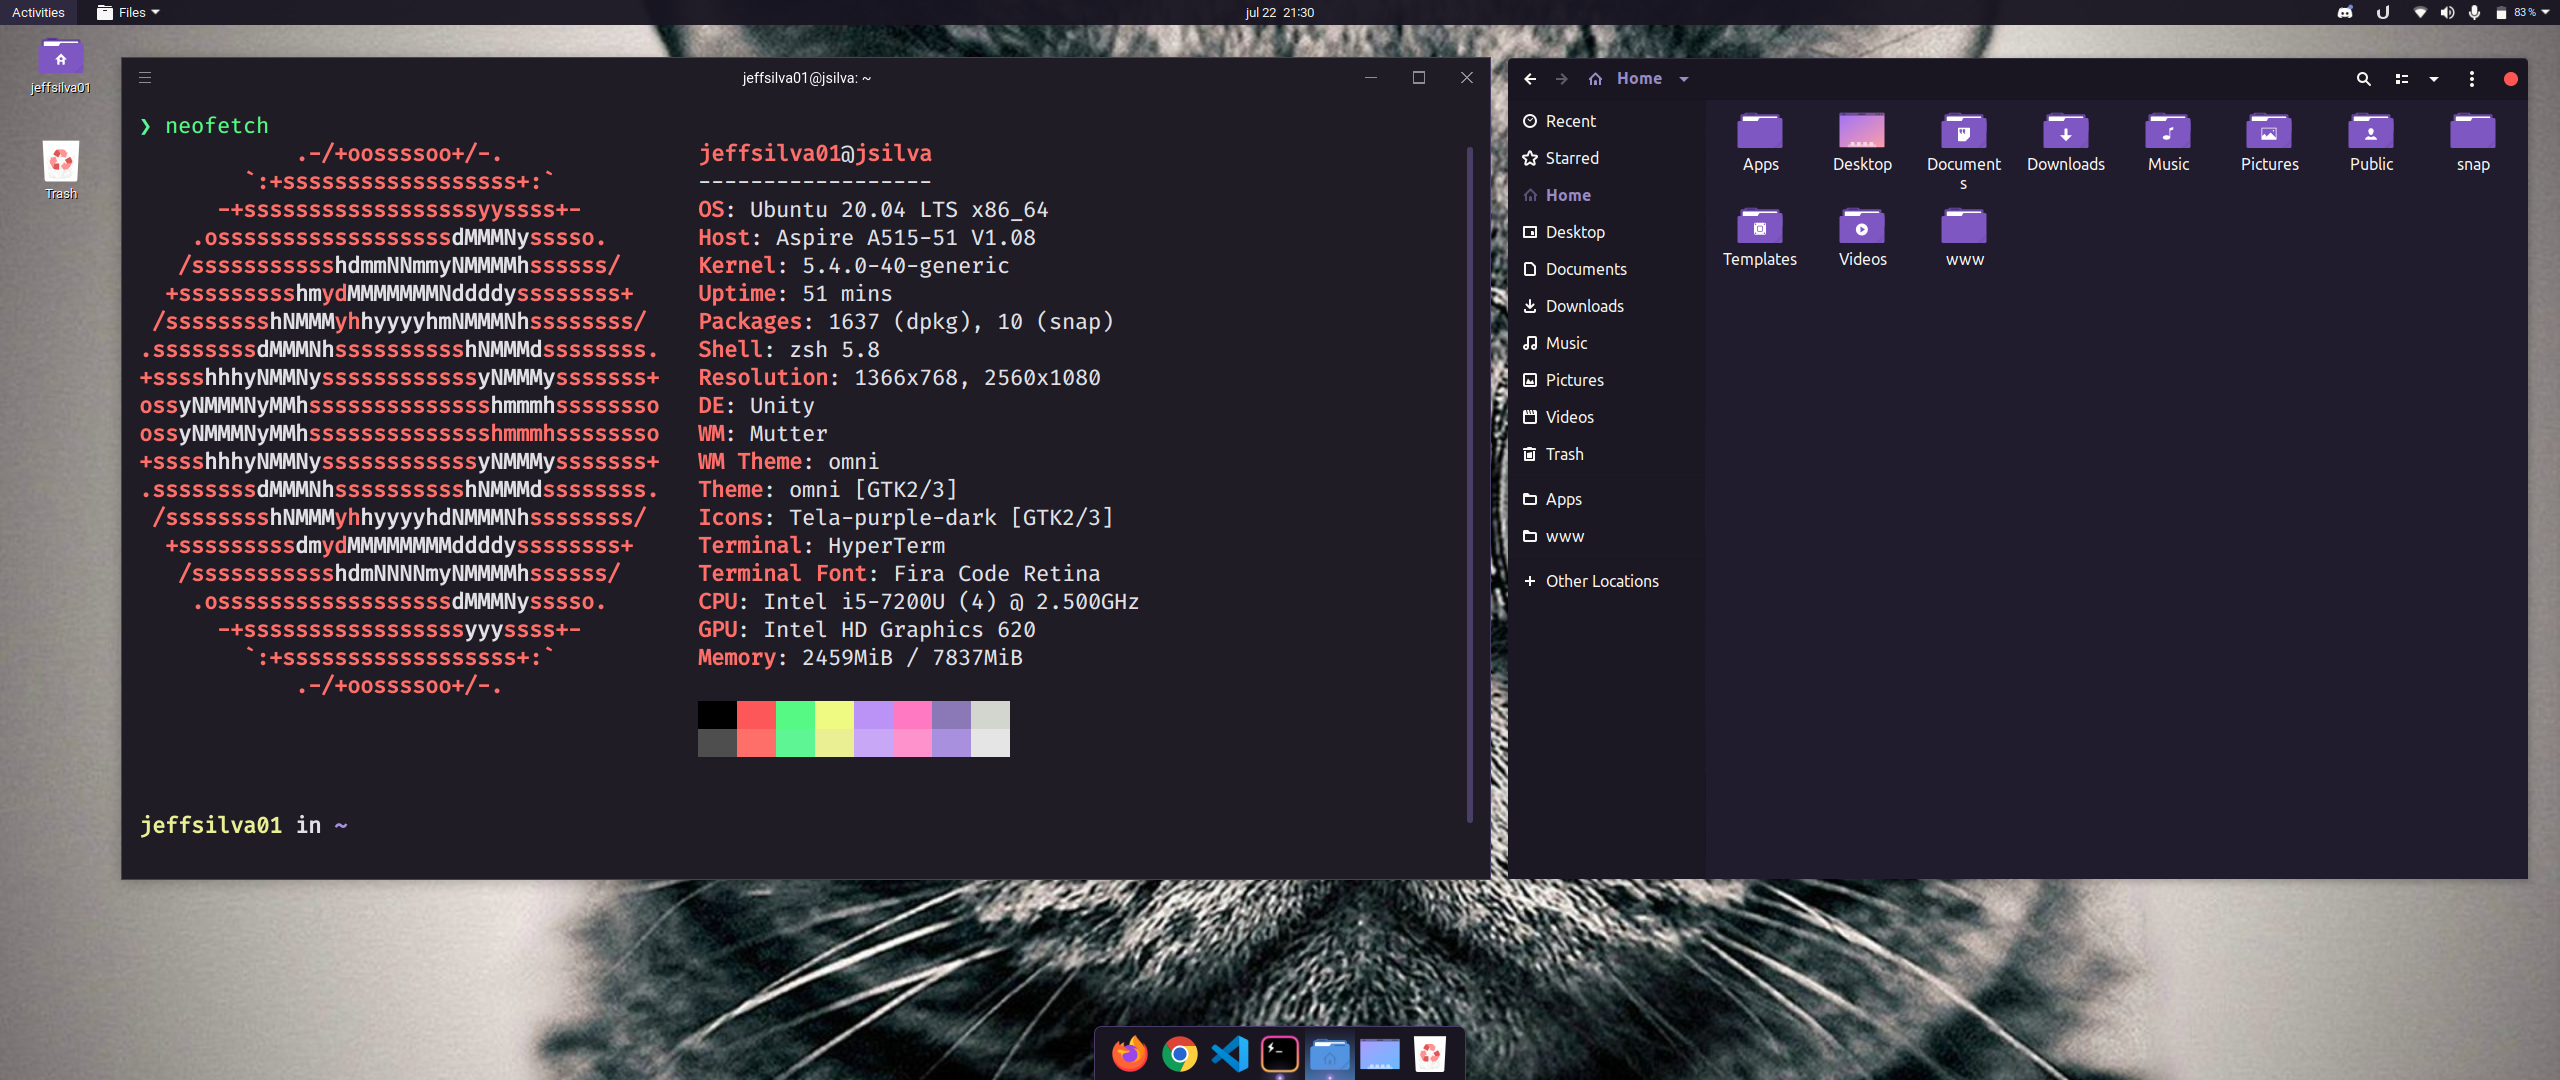 Activities
Files
jul 22 21:30
83 %
jeffsilva01
Trash
jeffsilva01@jsilva: ~
❯ neofetch
.-/+oossssoo+/-.
`:+ssssssssssssssssss+:`
-+ssssssssssssssssssyyssss+-
.ossssssssssssssssssdMMMNysssso.
/ssssssssssshdmmNNmmyNMMMMhssssss/
+ssssssssshmydMMMMMMMNddddyssssssss+
/sssssssshNMMMyhhyyyyhmNMMMNhssssssss/
.ssssssssdMMMNhsssssssssshNMMMdssssssss.
+sssshhhyNMMNyssssssssssssyNMMMysssssss+
ossyNMMMNyMMhsssssssssssssshmmmhssssssso
ossyNMMMNyMMhsssssssssssssshmmmhssssssso
+sssshhhyNMMNyssssssssssssyNMMMysssssss+
.ssssssssdMMMNhsssssssssshNMMMdssssssss.
/sssssssshNMMMyhhyyyyhdNMMMNhssssssss/
+sssssssssdmydMMMMMMMMddddyssssssss+
/ssssssssssshdmNNNNmyNMMMMhssssss/
.ossssssssssssssssssdMMMNysssso.
-+sssssssssssssssssyyyssss+-
`:+ssssssssssssssssss+:`
.-/+oossssoo+/-.
jeffsilva01@jsilva
------------------
OS: Ubuntu 20.04 LTS x86_64
Host: Aspire A515-51 V1.08
Kernel: 5.4.0-40-generic
Uptime: 51 mins
Packages: 1637 (dpkg), 10 (snap)
Shell: zsh 5.8
Resolution: 1366x768, 2560x1080
DE: Unity
WM: Mutter
WM Theme: omni
Theme: omni [GTK2/3]
Icons: Tela-purple-dark [GTK2/3]
Terminal: HyperTerm
Terminal Font: Fira Code Retina
CPU: Intel i5-7200U (4) @ 2.500GHz
GPU: Intel HD Graphics 620
Memory: 2459MiB / 7837MiB
jeffsilva01 in ~
Home
Recent
Starred
Home
Desktop
Documents
Downloads
Music
Pictures
Videos
Trash
Apps
www
+ Other Locations
Apps
Desktop
Document
s
Downloads
Music
Pictures
Public
snap
Templates
Videos
www